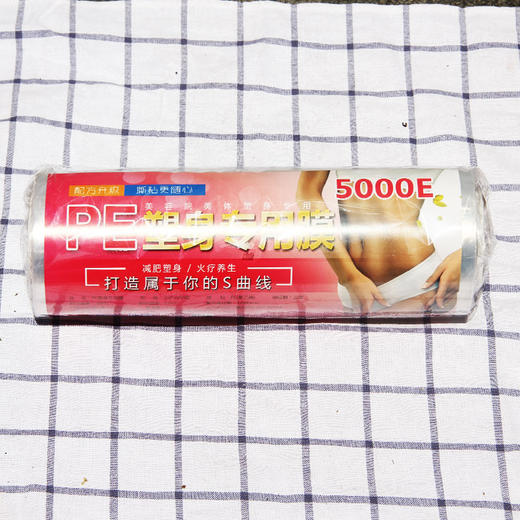 配方升级 撕粘更随心
5000E
美容院美体塑身专用
PE塑身专用膜
减肥塑身 / 火疗养生
打造属于你的S曲线